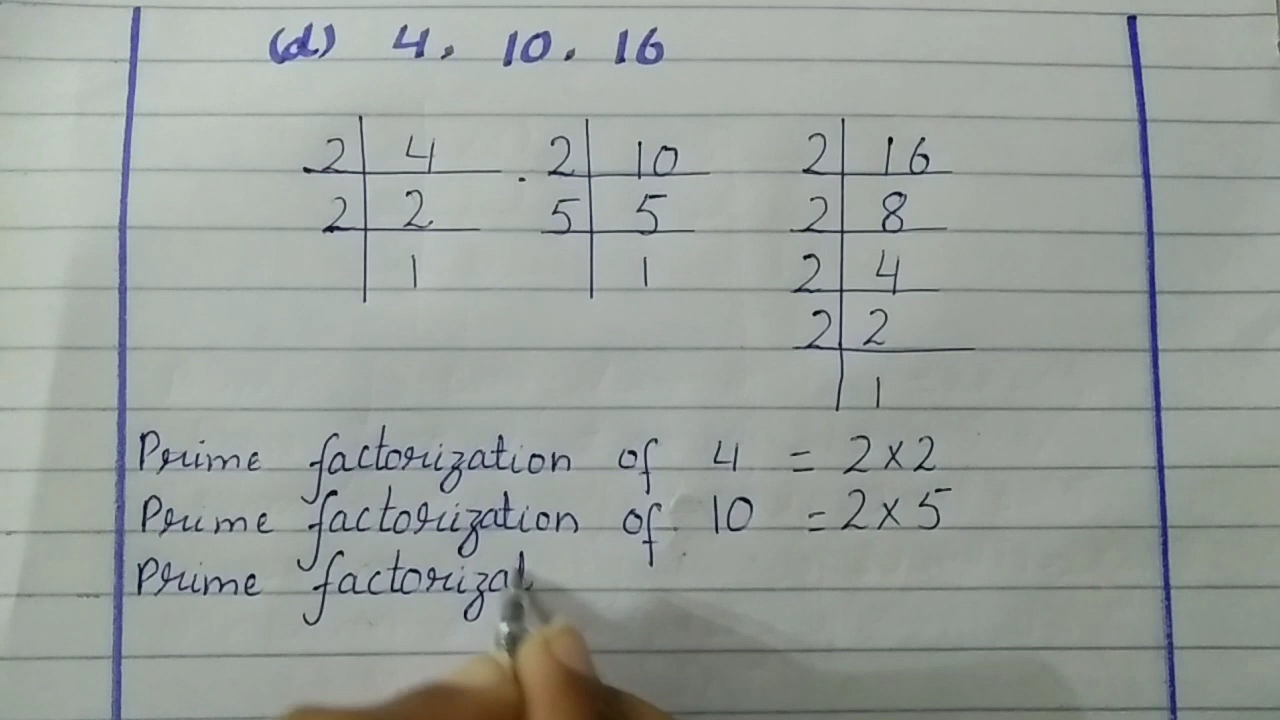 (d) 4, 10, 16
2 4 2 10 2 16
2 2 5 5 2 8
1 1 2 4
2 2
1
Prime factorization of 4 = 2×2
Prime factorization of 10 = 2×5
Prime factorizat